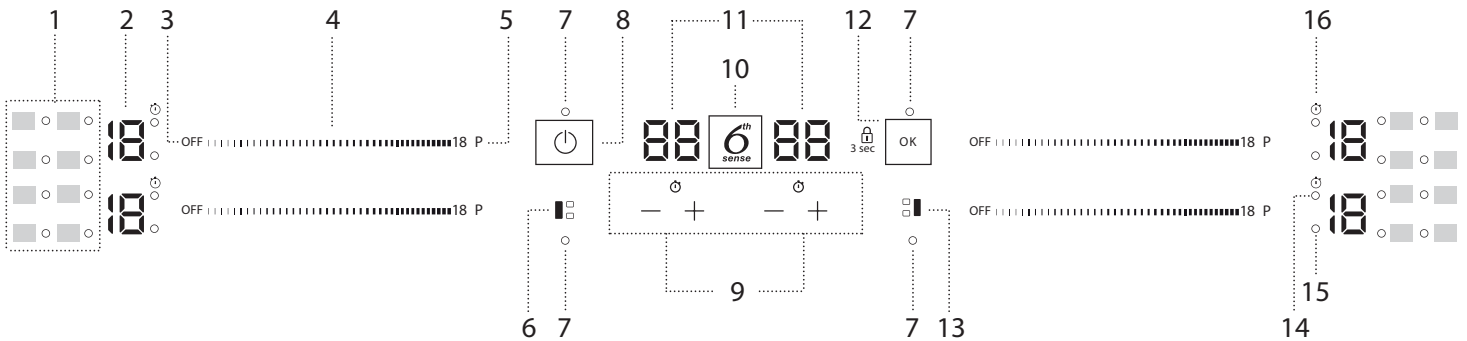 1 2 3 4 5 7 8 11 12 7 16
10
18 OFF 18 P 88 6th sense 88 3 sec OK OFF 18 P 18
18 OFF 18 P − + − + OFF 18 P 18
9
6 7 7 13 14 15